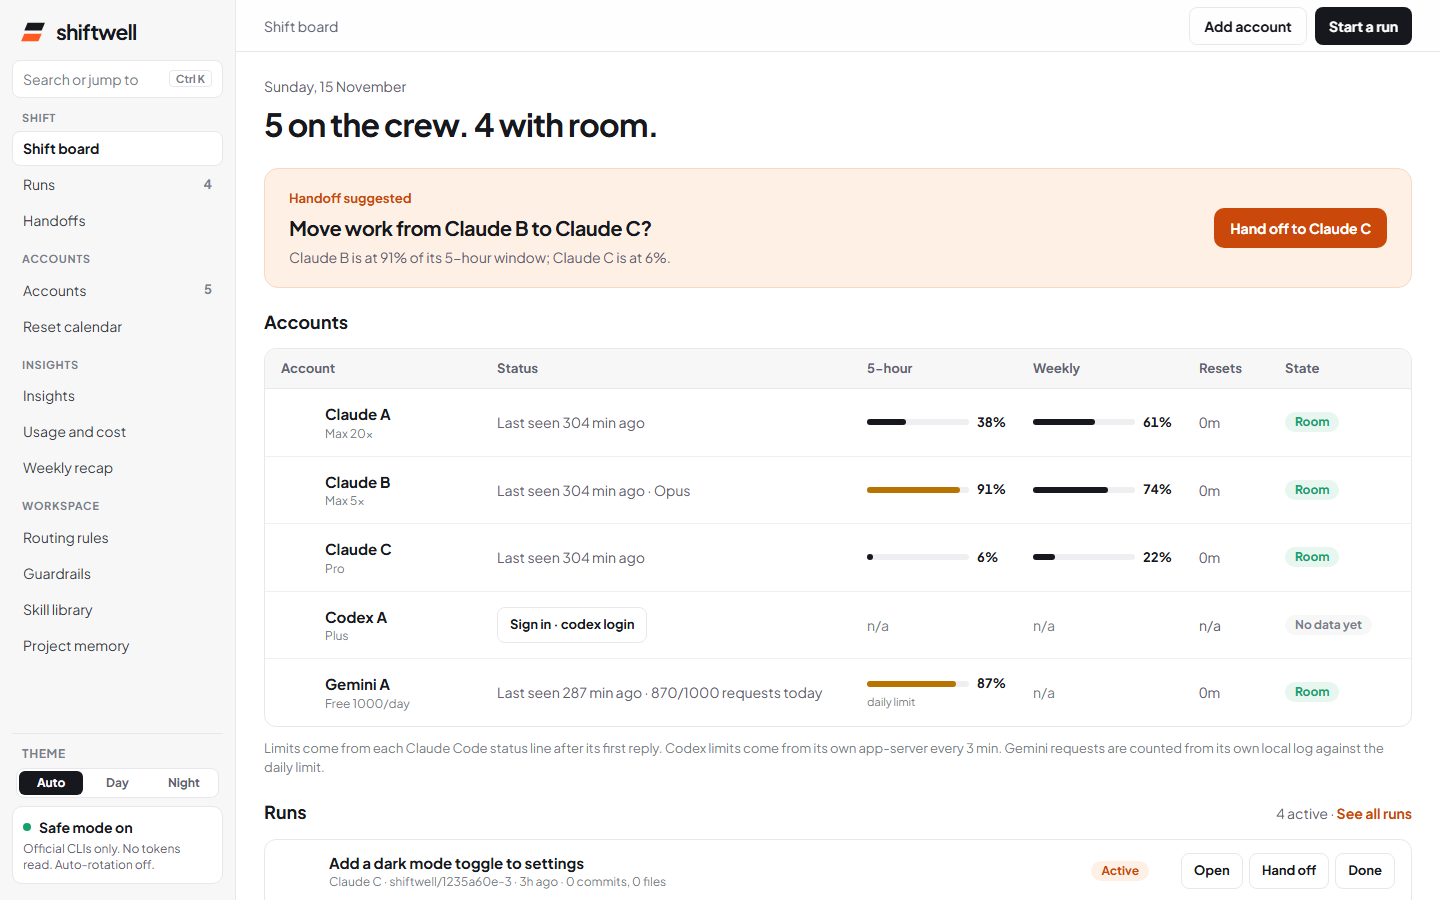 shiftwell
Search or jump to
Ctrl K
SHIFT
Shift board
Runs
4
Handoffs
ACCOUNTS
Accounts
5
Reset calendar
INSIGHTS
Insights
Usage and cost
Weekly recap
WORKSPACE
Routing rules
Guardrails
Skill library
Project memory
THEME
Auto
Day
Night
Safe mode on
Official CLIs only. No tokens
read. Auto-rotation off.
Shift board
Add account
Start a run
Sunday, 15 November
5 on the crew. 4 with room.
Handoff suggested
Move work from Claude B to Claude C?
Claude B is at 91% of its 5-hour window; Claude C is at 6%.
Hand off to Claude C
Accounts
Account Status 5-hour Weekly Resets State
Claude A
Max 20×
Last seen 304 min ago
38%
61%
0m
Room
Claude B
Max 5×
Last seen 304 min ago · Opus
91%
74%
0m
Room
Claude C
Pro
Last seen 304 min ago
6%
22%
0m
Room
Codex A
Plus
Sign in · codex login
n/a
n/a
n/a
No data yet
Gemini A
Free 1000/day
Last seen 287 min ago · 870/1000 requests today
87%
daily limit
n/a
0m
Room
Limits come from each Claude Code status line after its first reply. Codex limits come from its own app-server every 3 min. Gemini requests are counted from its own local log against the
daily limit.
Runs
4 active · See all runs
Add a dark mode toggle to settings
Claude C · shiftwell/1235a60e-3 · 3h ago · 0 commits, 0 files
Active
Open
Hand off
Done